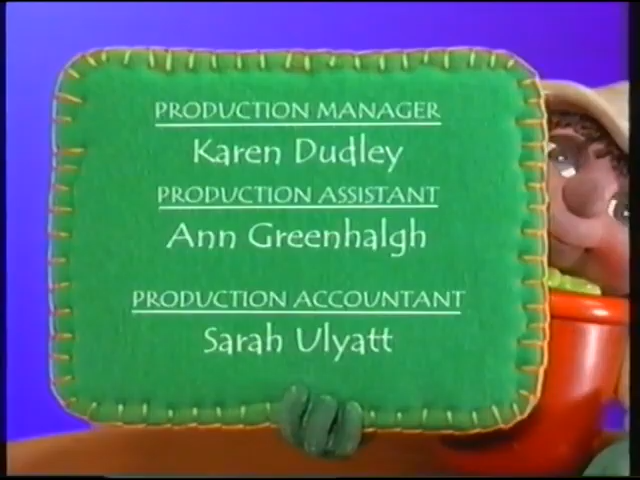 PRODUCTION MANAGER
Karen Dudley
PRODUCTION ASSISTANT
Ann Greenhalgh
PRODUCTION ACCOUNTANT
Sarah Ulyatt